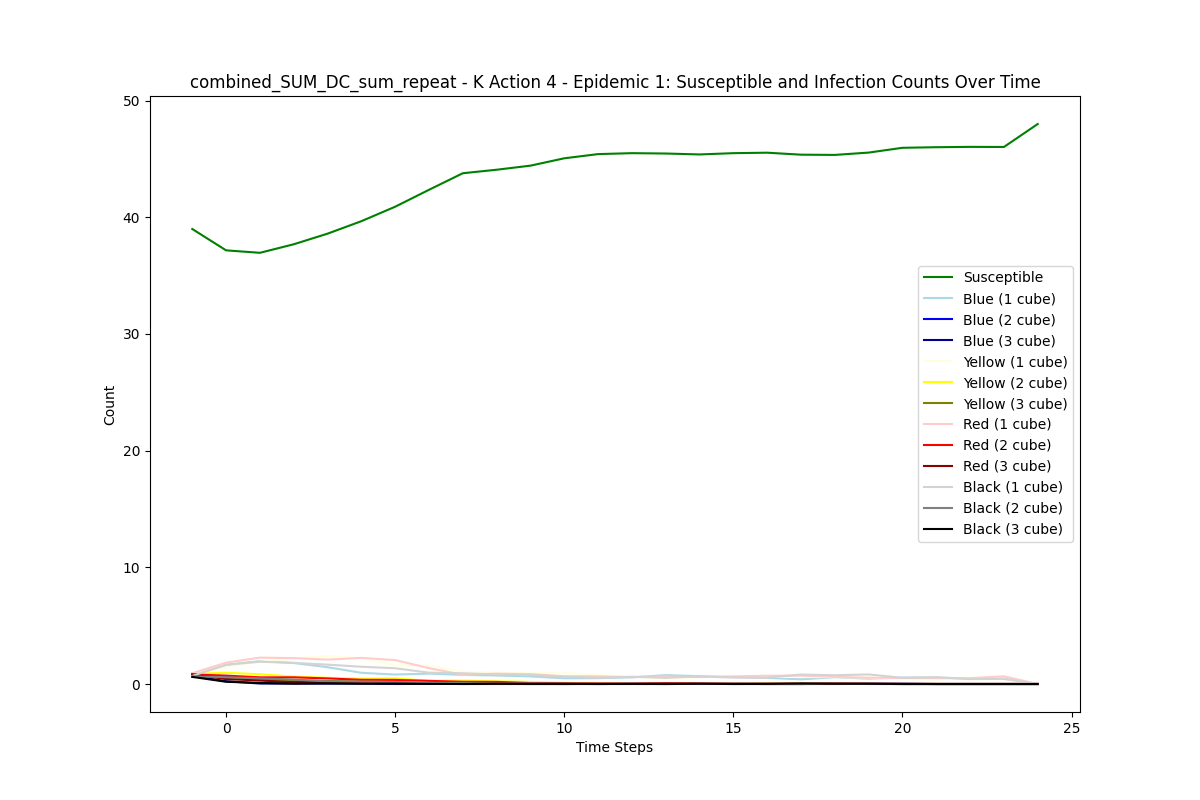 combined_SUM_DC_sum_repeat - K Action 4 - Epidemic 1: Susceptible and Infection Counts Over Time
50
40
30
20
10
0
Count
Susceptible
Blue (1 cube)
Blue (2 cube)
Blue (3 cube)
Yellow (1 cube)
Yellow (2 cube)
Yellow (3 cube)
Red (1 cube)
Red (2 cube)
Red (3 cube)
Black (1 cube)
Black (2 cube)
Black (3 cube)
0 5 10 15 20 25
Time Steps